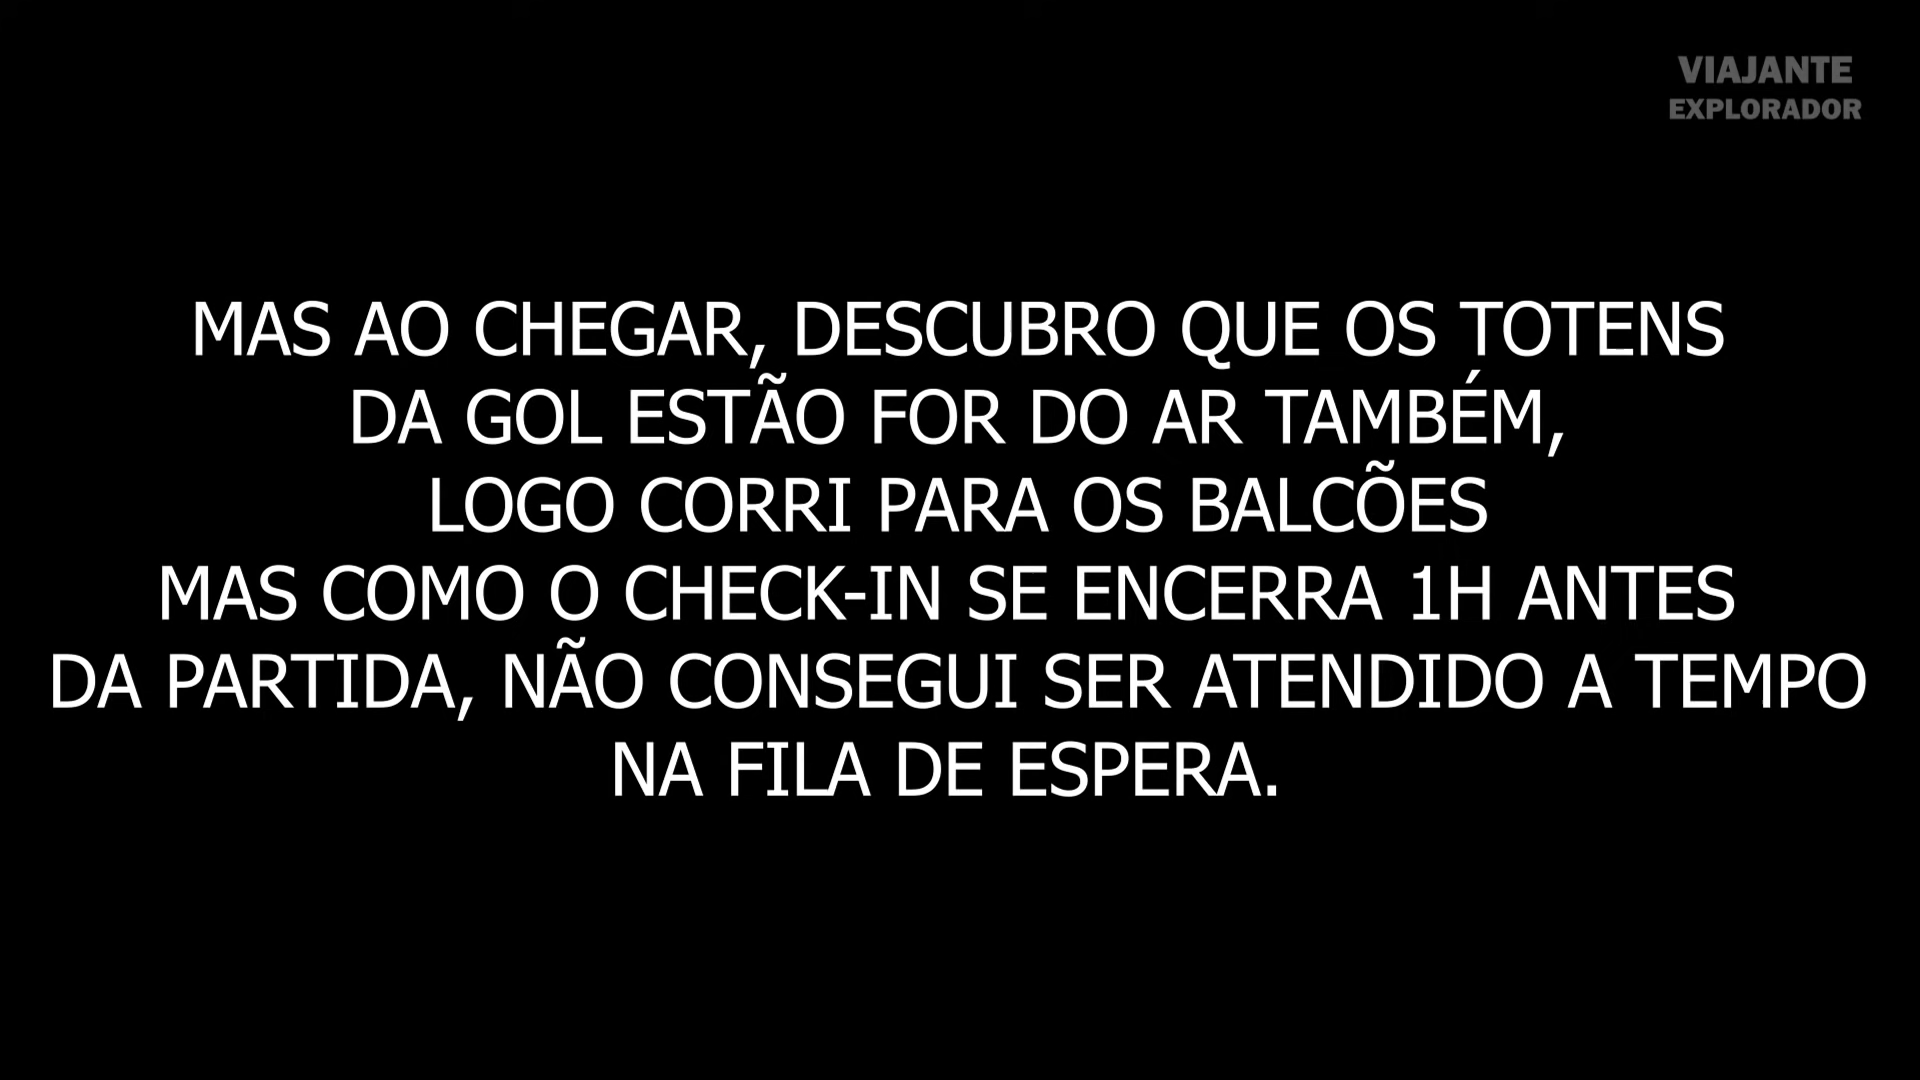 VIAJANTE
EXPLORADOR
MAS AO CHEGAR, DESCUBRO QUE OS TOTENS
DA GOL ESTÃO FOR DO AR TAMBÉM,
LOGO CORRI PARA OS BALCÕES
MAS COMO O CHECK-IN SE ENCERRA 1H ANTES
DA PARTIDA, NÃO CONSEGUI SER ATENDIDO A TEMPO
NA FILA DE ESPERA.